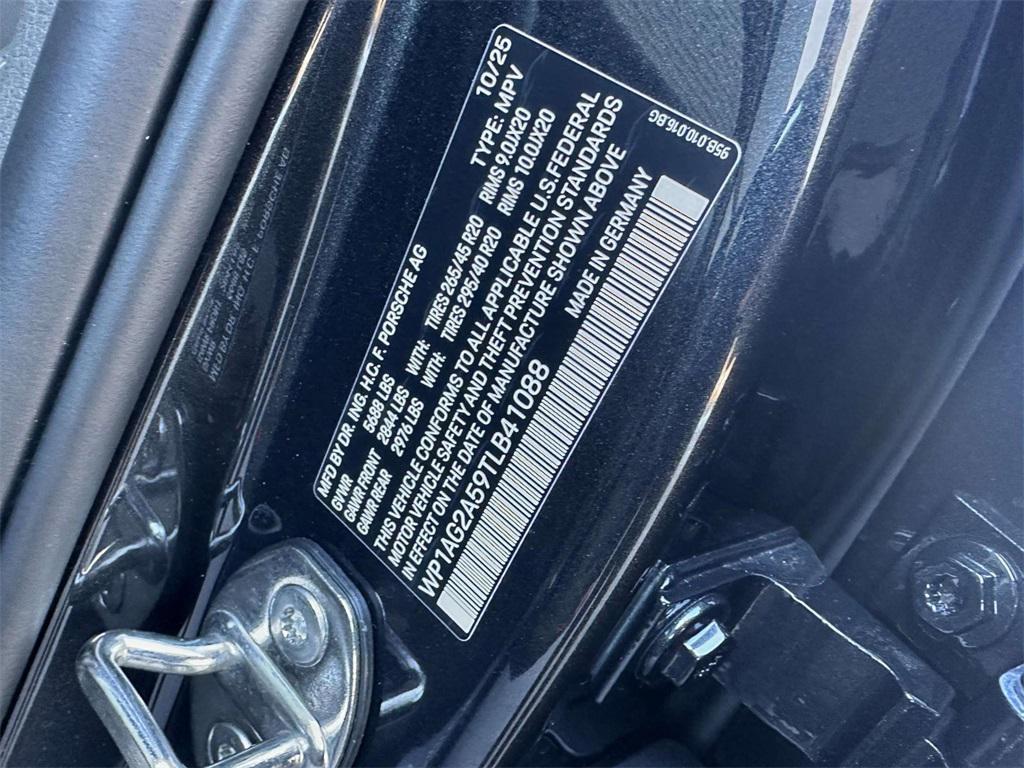 MFD BY DR. ING. H.C. F. PORSCHE AG 10/25
GVWR 5688 LBS TYPE: MPV
GAWR FRONT 2844 LBS WITH: TIRES 265/45 R20 RIMS 9.0JX20
GAWR REAR 2976 LBS WITH: TIRES 295/40 R20 RIMS 10.0JX20
THIS VEHICLE CONFORMS TO ALL APPLICABLE U.S. FEDERAL
MOTOR VEHICLE SAFETY AND THEFT PREVENTION STANDARDS
IN EFFECT ON THE DATE OF MANUFACTURE SHOWN ABOVE
WP1AG2A59TLB41088 MADE IN GERMANY
95B.010.016.BG